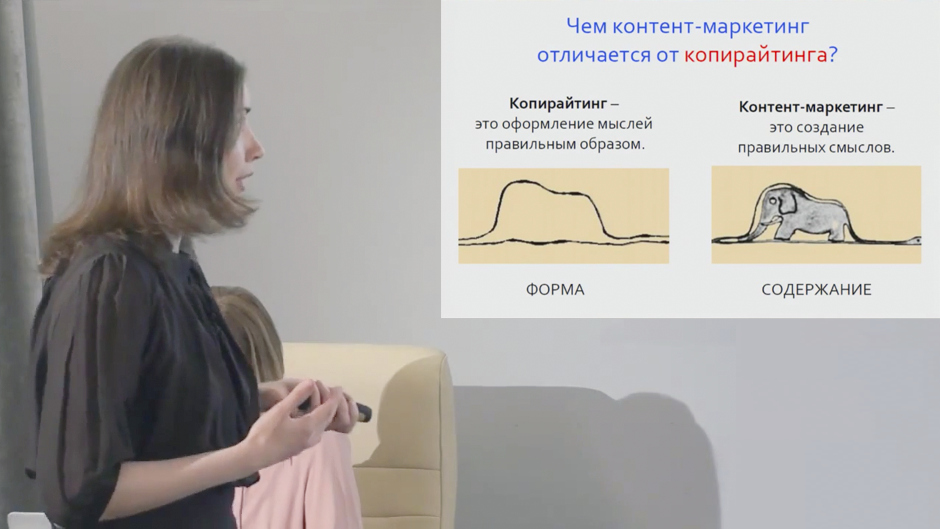 Чем контент-маркетинг
отличается от копирайтинга?
Копирайтинг –
это оформление мыслей
правильным образом.
Контент-маркетинг –
это создание
правильных смыслов.
ФОРМА
СОДЕРЖАНИЕ